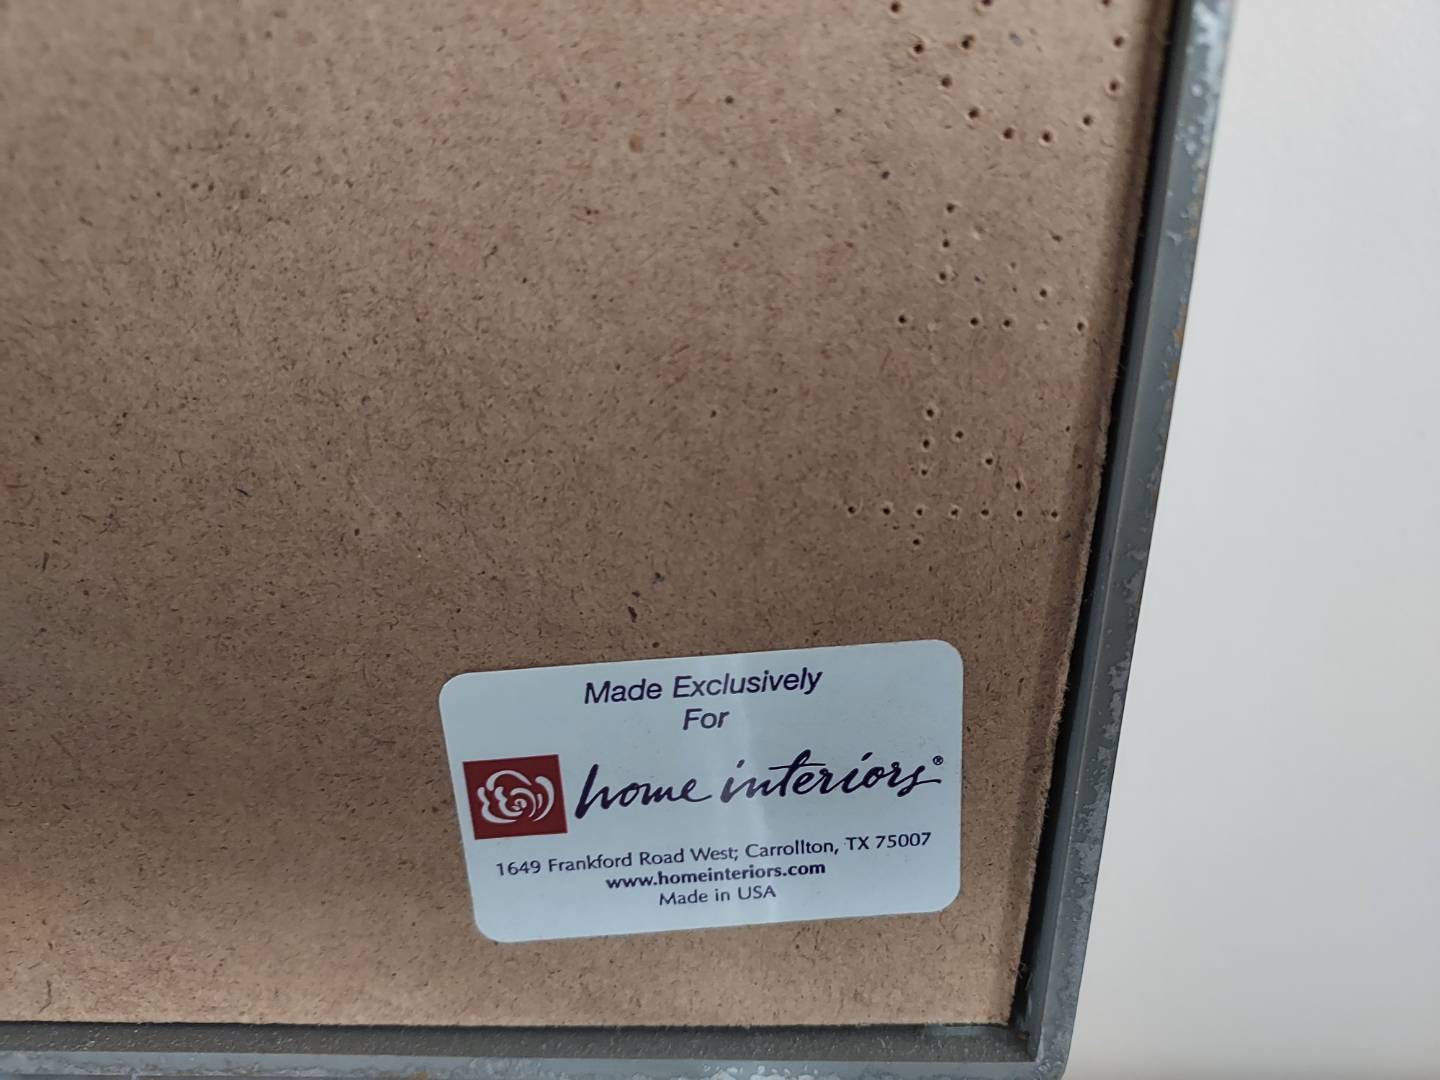 Made Exclusively
For
home interiors®
1649 Frankford Road West; Carrollton, TX 75007
www.homeinteriors.com
Made in USA